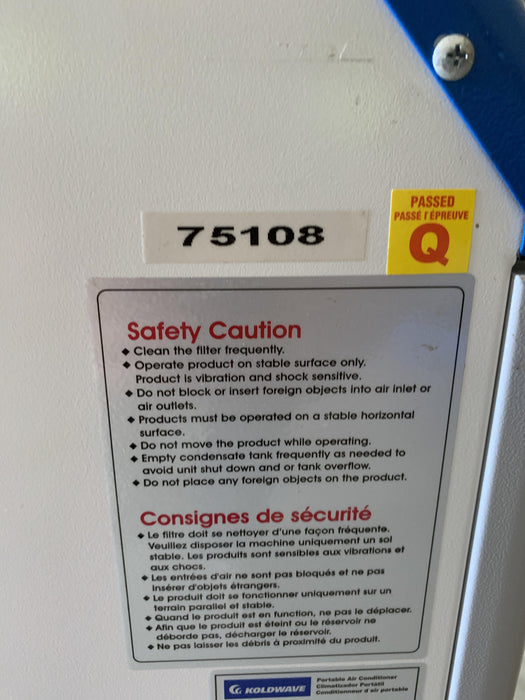 PASSED
PASSÉ l'ÉPREUVE
Q
75108
Safety Caution
◆ Clean the filter frequently.
◆ Operate product on stable surface only.
Product is vibration and shock sensitive.
◆ Do not block or insert foreign objects into air inlet or
air outlets.
◆ Products must be operated on a stable horizontal
surface.
◆ Do not move the product while operating.
◆ Empty condensate tank frequently as needed to
avoid unit shut down and or tank overflow.
◆ Do not place any foreign objects on the product.
Consignes de sécurité
◆ Le filtre doit se nettoyer d'une façon fréquente.
Veuillez disposer la machine uniquement un sol
stable. Les produits sont sensibles aux vibrations et
aux chocs.
◆ Les entrées d'air ne sont pas bloqués et ne pas
insérer d'objets étrangers.
◆ Le produit doit se fonctionner uniquement sur un
terrain parallel et stable.
◆ Quand le produit est en function, ne pas le déplacer.
◆ Afin que le produit est éteint ou le réservoir ne
déborde pas, décharger le réservoir.
◆ Ne pas laisser les débris à proximité du produit.
KOLDWAVE
Portable Air Conditioner
Climatizador Portátil
Conditionneur d'air portable